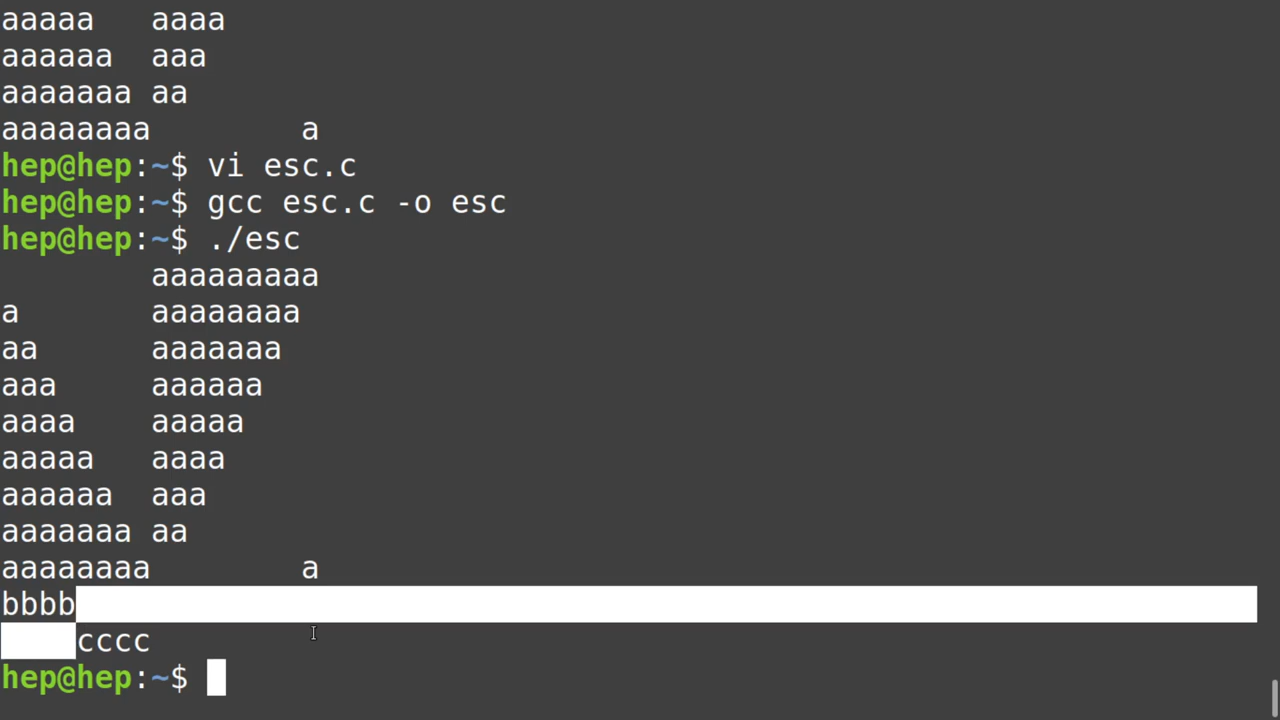 aaaaa   aaaa
aaaaaa  aaa
aaaaaaa aa
aaaaaaaa        a
hep@hep:~$ vi esc.c
hep@hep:~$ gcc esc.c -o esc
hep@hep:~$ ./esc
        aaaaaaaaa
a       aaaaaaaa
aa      aaaaaaa
aaa     aaaaaa
aaaa    aaaaa
aaaaa   aaaa
aaaaaa  aaa
aaaaaaa aa
aaaaaaaa        a
bbbb
    cccc
hep@hep:~$